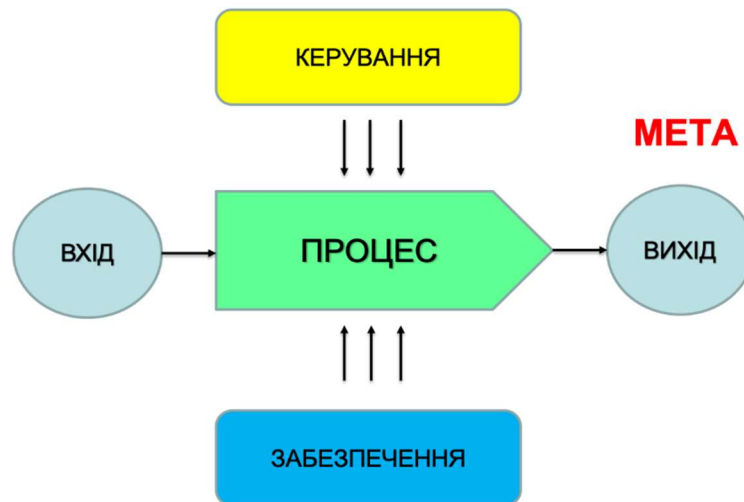 КЕРУВАННЯ
МЕТА
ВХІД
ПРОЦЕС
ВИХІД
ЗАБЕЗПЕЧЕННЯ